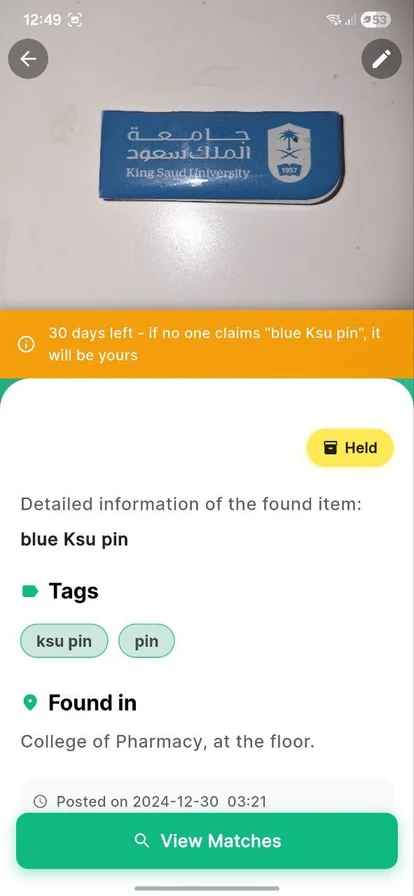 12:49
53
جامعة
الملك سعود
King Saud University
1957
30 days left - if no one claims "blue Ksu pin", it
will be yours
Held
Detailed information of the found item:
blue Ksu pin
Tags
ksu pin
pin
Found in
College of Pharmacy, at the floor.
Posted on 2024-12-30 03:21
View Matches